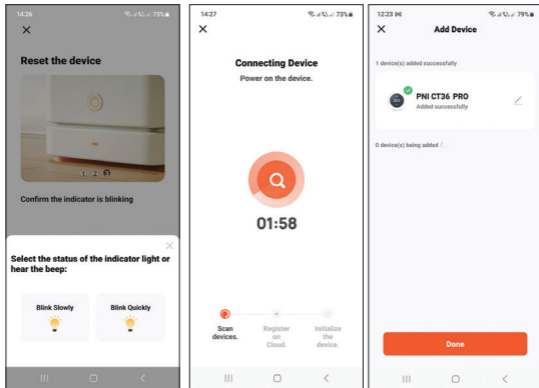 14:26
73%
Reset the device
1 2 3
Confirm the indicator is blinking
Select the status of the indicator light or
hear the beep:
Blink Slowly
Blink Quickly
14:27
73%
Connecting Device
Power on the device.
01:58
Scan
devices.
Register
on
Cloud.
Initialize
the
device.
12:23
79%
Add Device
1 device(s) added successfully
PNI CT36 PRO
Added successfully
0 device(s) being added
Done